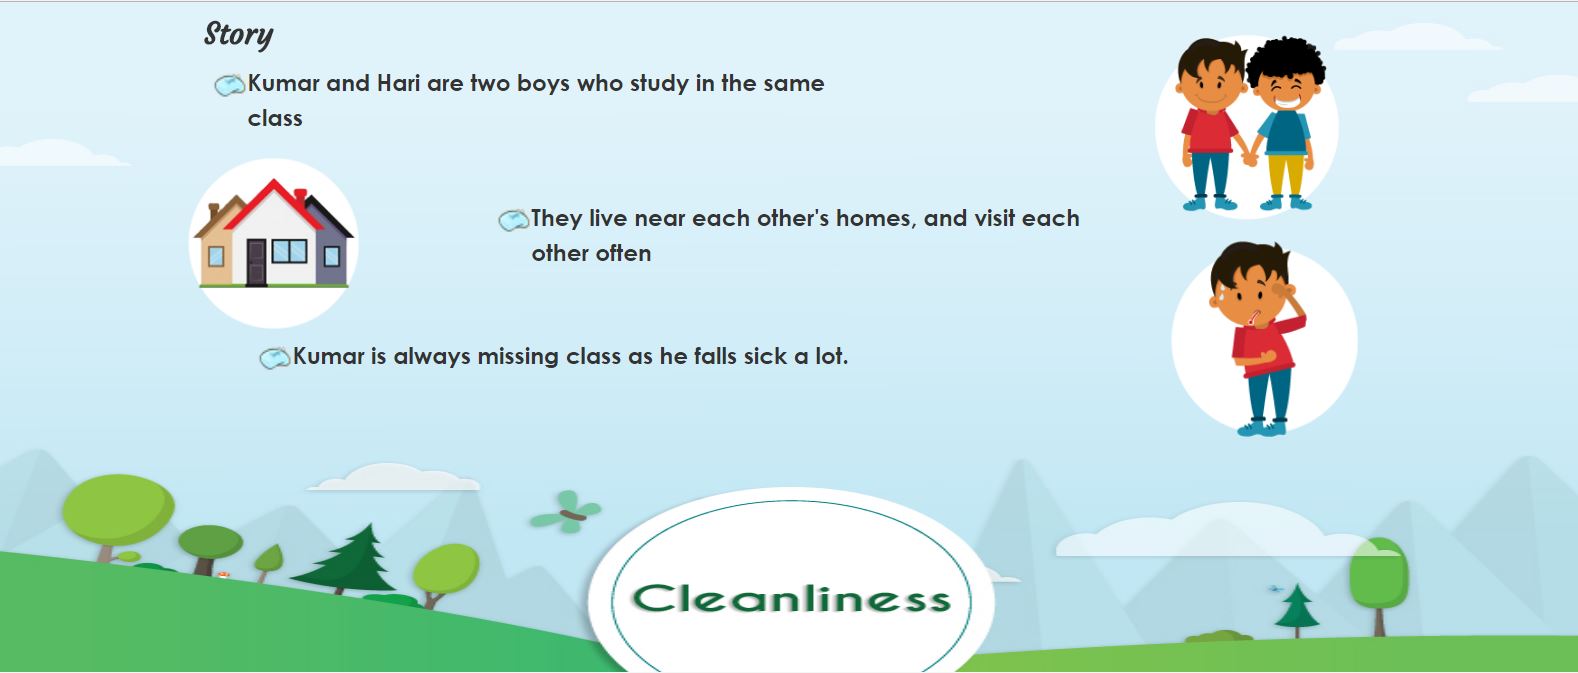 Story
Kumar and Hari are two boys who study in the same
class
They live near each other's homes, and visit each
other often
Kumar is always missing class as he falls sick a lot.
Cleanliness